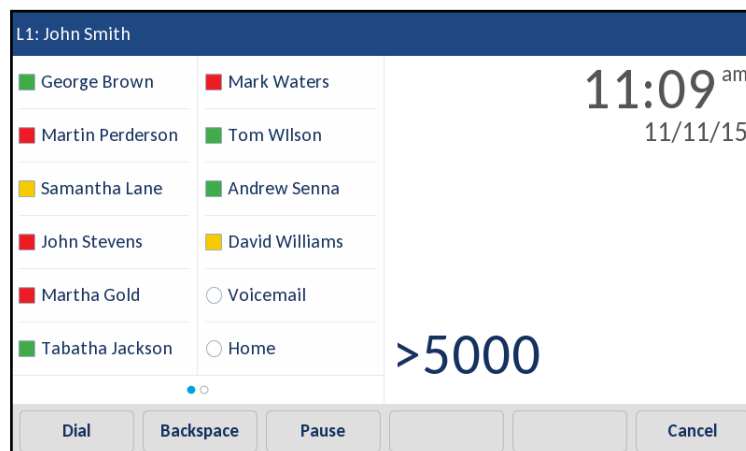 L1: John Smith
George Brown
Mark Waters
Martin Perderson
Tom WIlson
Samantha Lane
Andrew Senna
John Stevens
David Williams
Martha Gold
Voicemail
Tabatha Jackson
Home
11:09 am
11/11/15
>5000
Dial
Backspace
Pause
Cancel